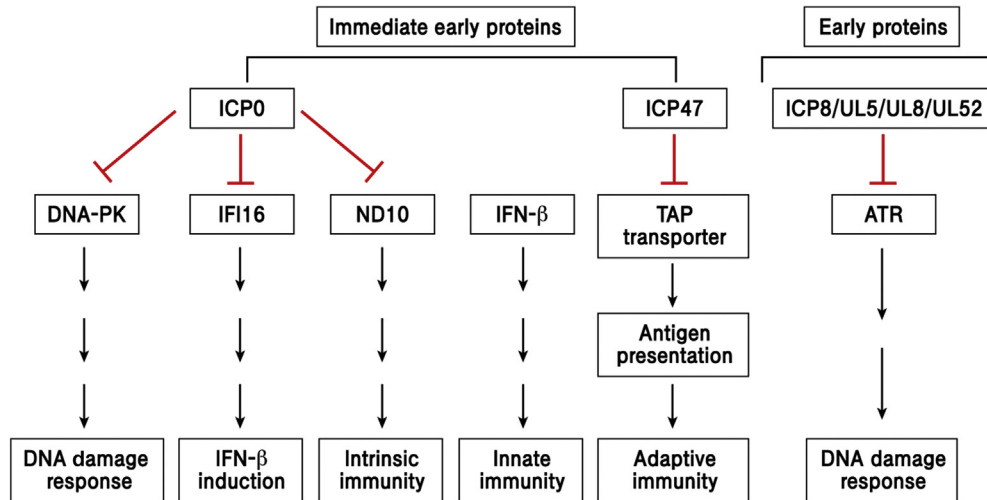 Immediate early proteins
Early proteins
ICP0
ICP47
ICP8/UL5/UL8/UL52
DNA-PK
IFI16
ND10
IFN-β
TAP
transporter
ATR
Antigen
presentation
DNA damage
response
IFN-β
induction
Intrinsic
immunity
Innate
immunity
Adaptive
immunity
DNA damage
response